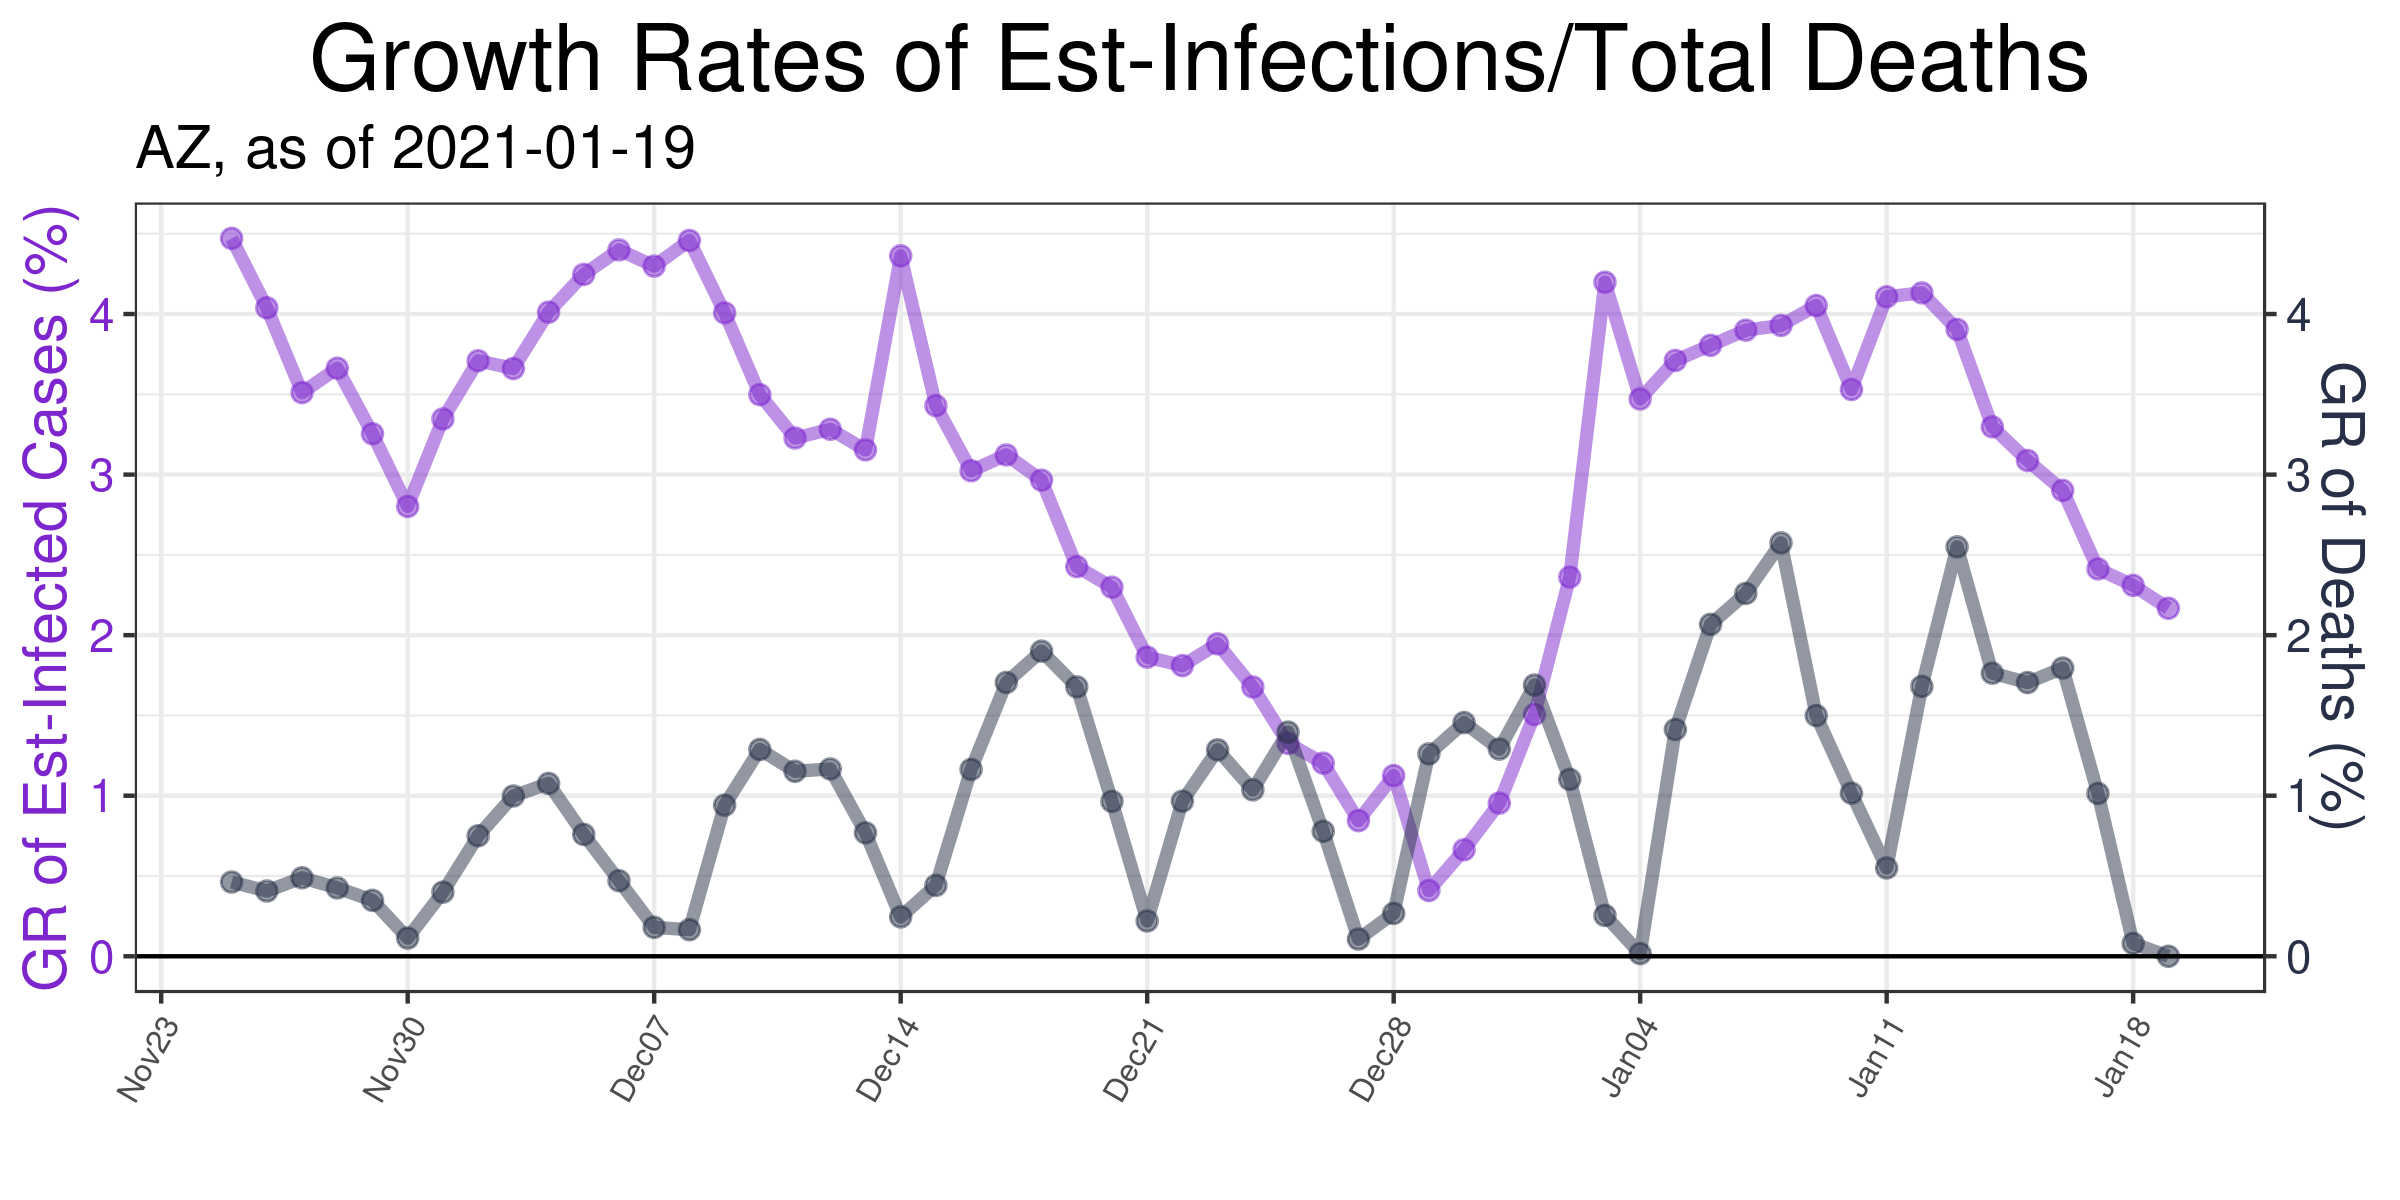 Growth Rates of Est-Infections/Total Deaths
AZ, as of 2021-01-19
GR of Est-Infected Cases (%)
4
3
2
1
0
4
3
2
1
0
GR of Deaths (%)
Nov23
Nov30
Dec07
Dec14
Dec21
Dec28
Jan04
Jan11
Jan18